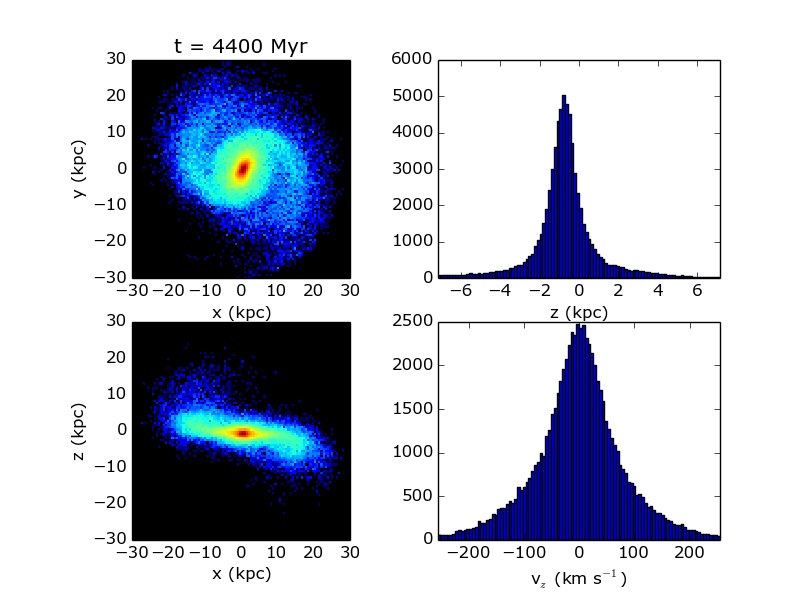 t = 4400 Myr
30
20
10
0
−10
−20
−30
y (kpc)
−30 −20 −10 0 10 20 30
x (kpc)
6000
5000
4000
3000
2000
1000
0
−6 −4 −2 0 2 4 6
z (kpc)
30
20
10
0
−10
−20
−30
z (kpc)
−30 −20 −10 0 10 20 30
x (kpc)
2500
2000
1500
1000
500
0
−200 −100 0 100 200
v_z (km s⁻¹)